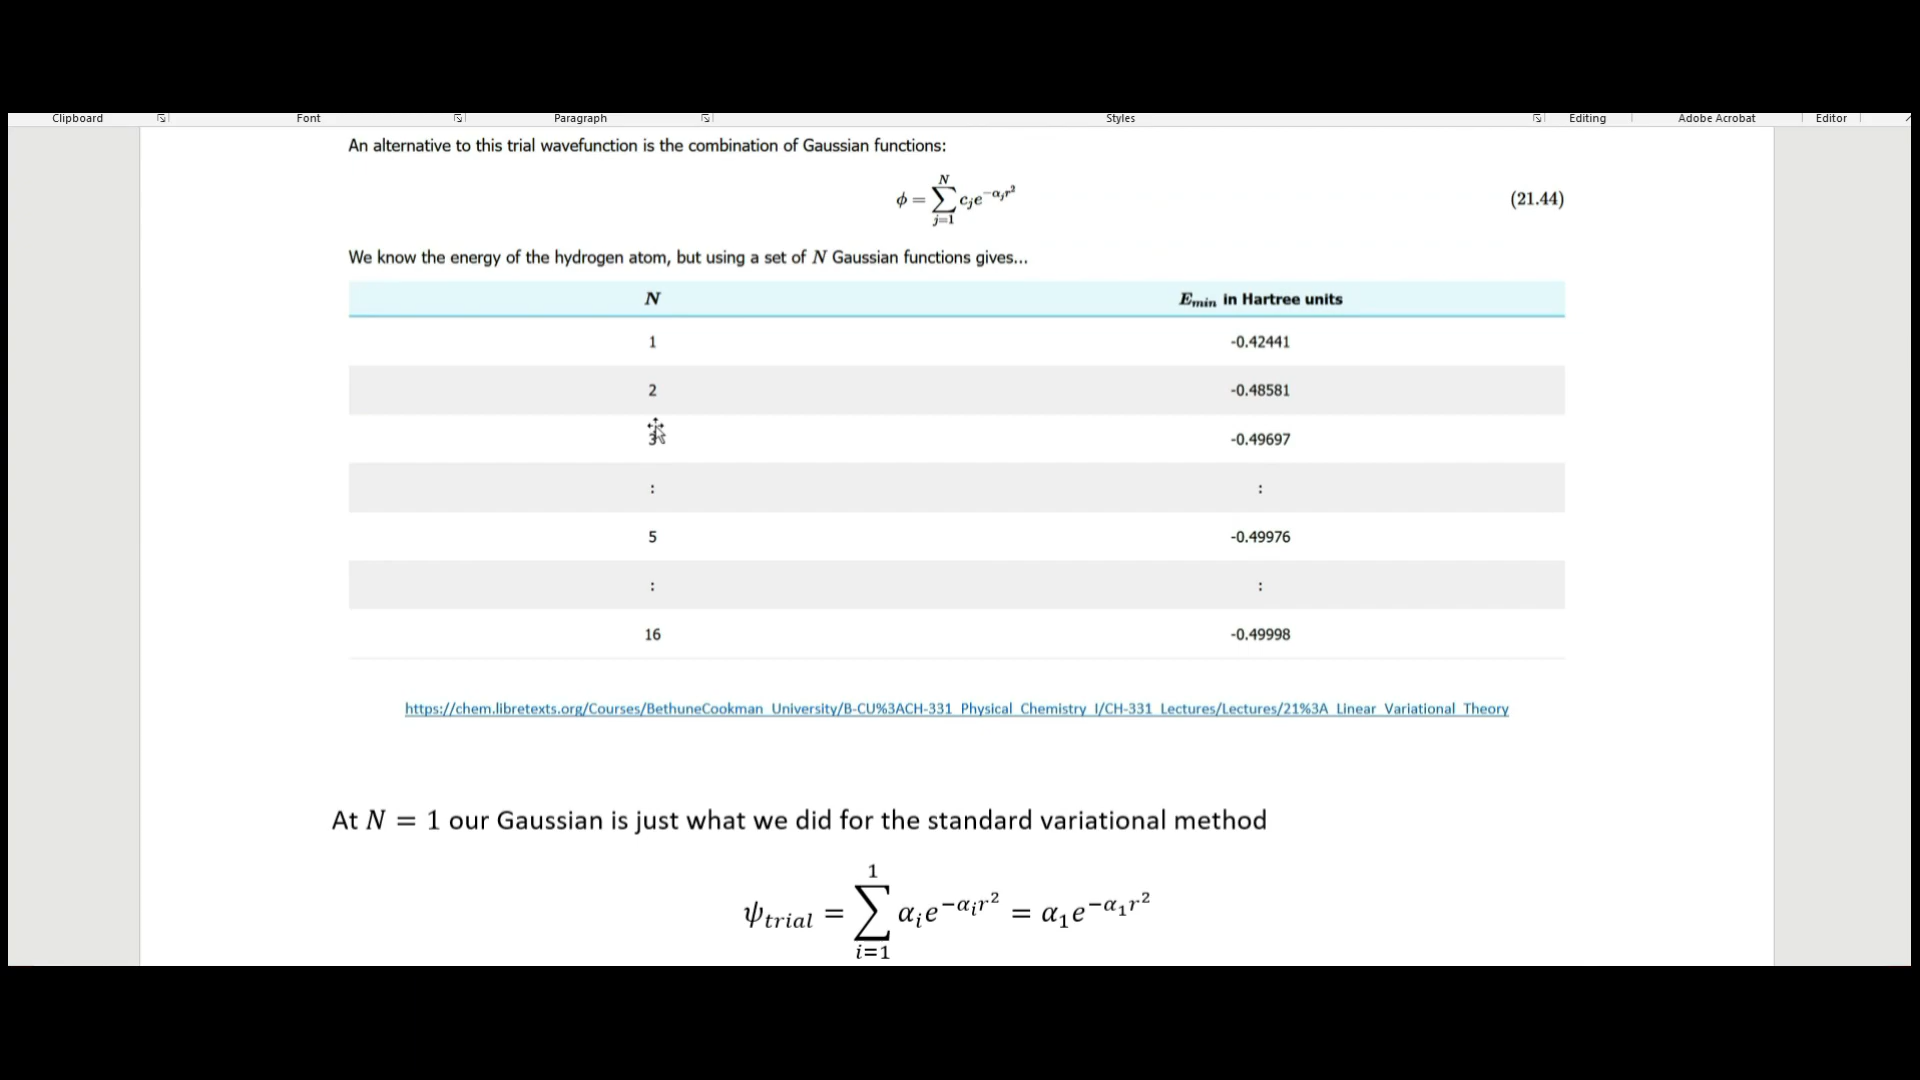 Clipboard Font Paragraph Styles Editing Adobe Acrobat Editor
An alternative to this trial wavefunction is the combination of Gaussian functions:
ϕ = ∑_{j=1}^{N} c_j e^{-α_j r^2} (21.44)
We know the energy of the hydrogen atom, but using a set of N Gaussian functions gives...
N E_min in Hartree units
1 -0.42441
2 -0.48581
3 -0.49697
: :
5 -0.49976
: :
16 -0.49998
https://chem.libretexts.org/Courses/BethuneCookman_University/B-CU%3ACH-331_Physical_Chemistry_I/CH-331_Lectures/Lectures/21%3A_Linear_Variational_Theory
At N = 1 our Gaussian is just what we did for the standard variational method
ψ_trial = ∑_{i=1}^{1} α_i e^{-α_i r^2} = α_1 e^{-α_1 r^2}